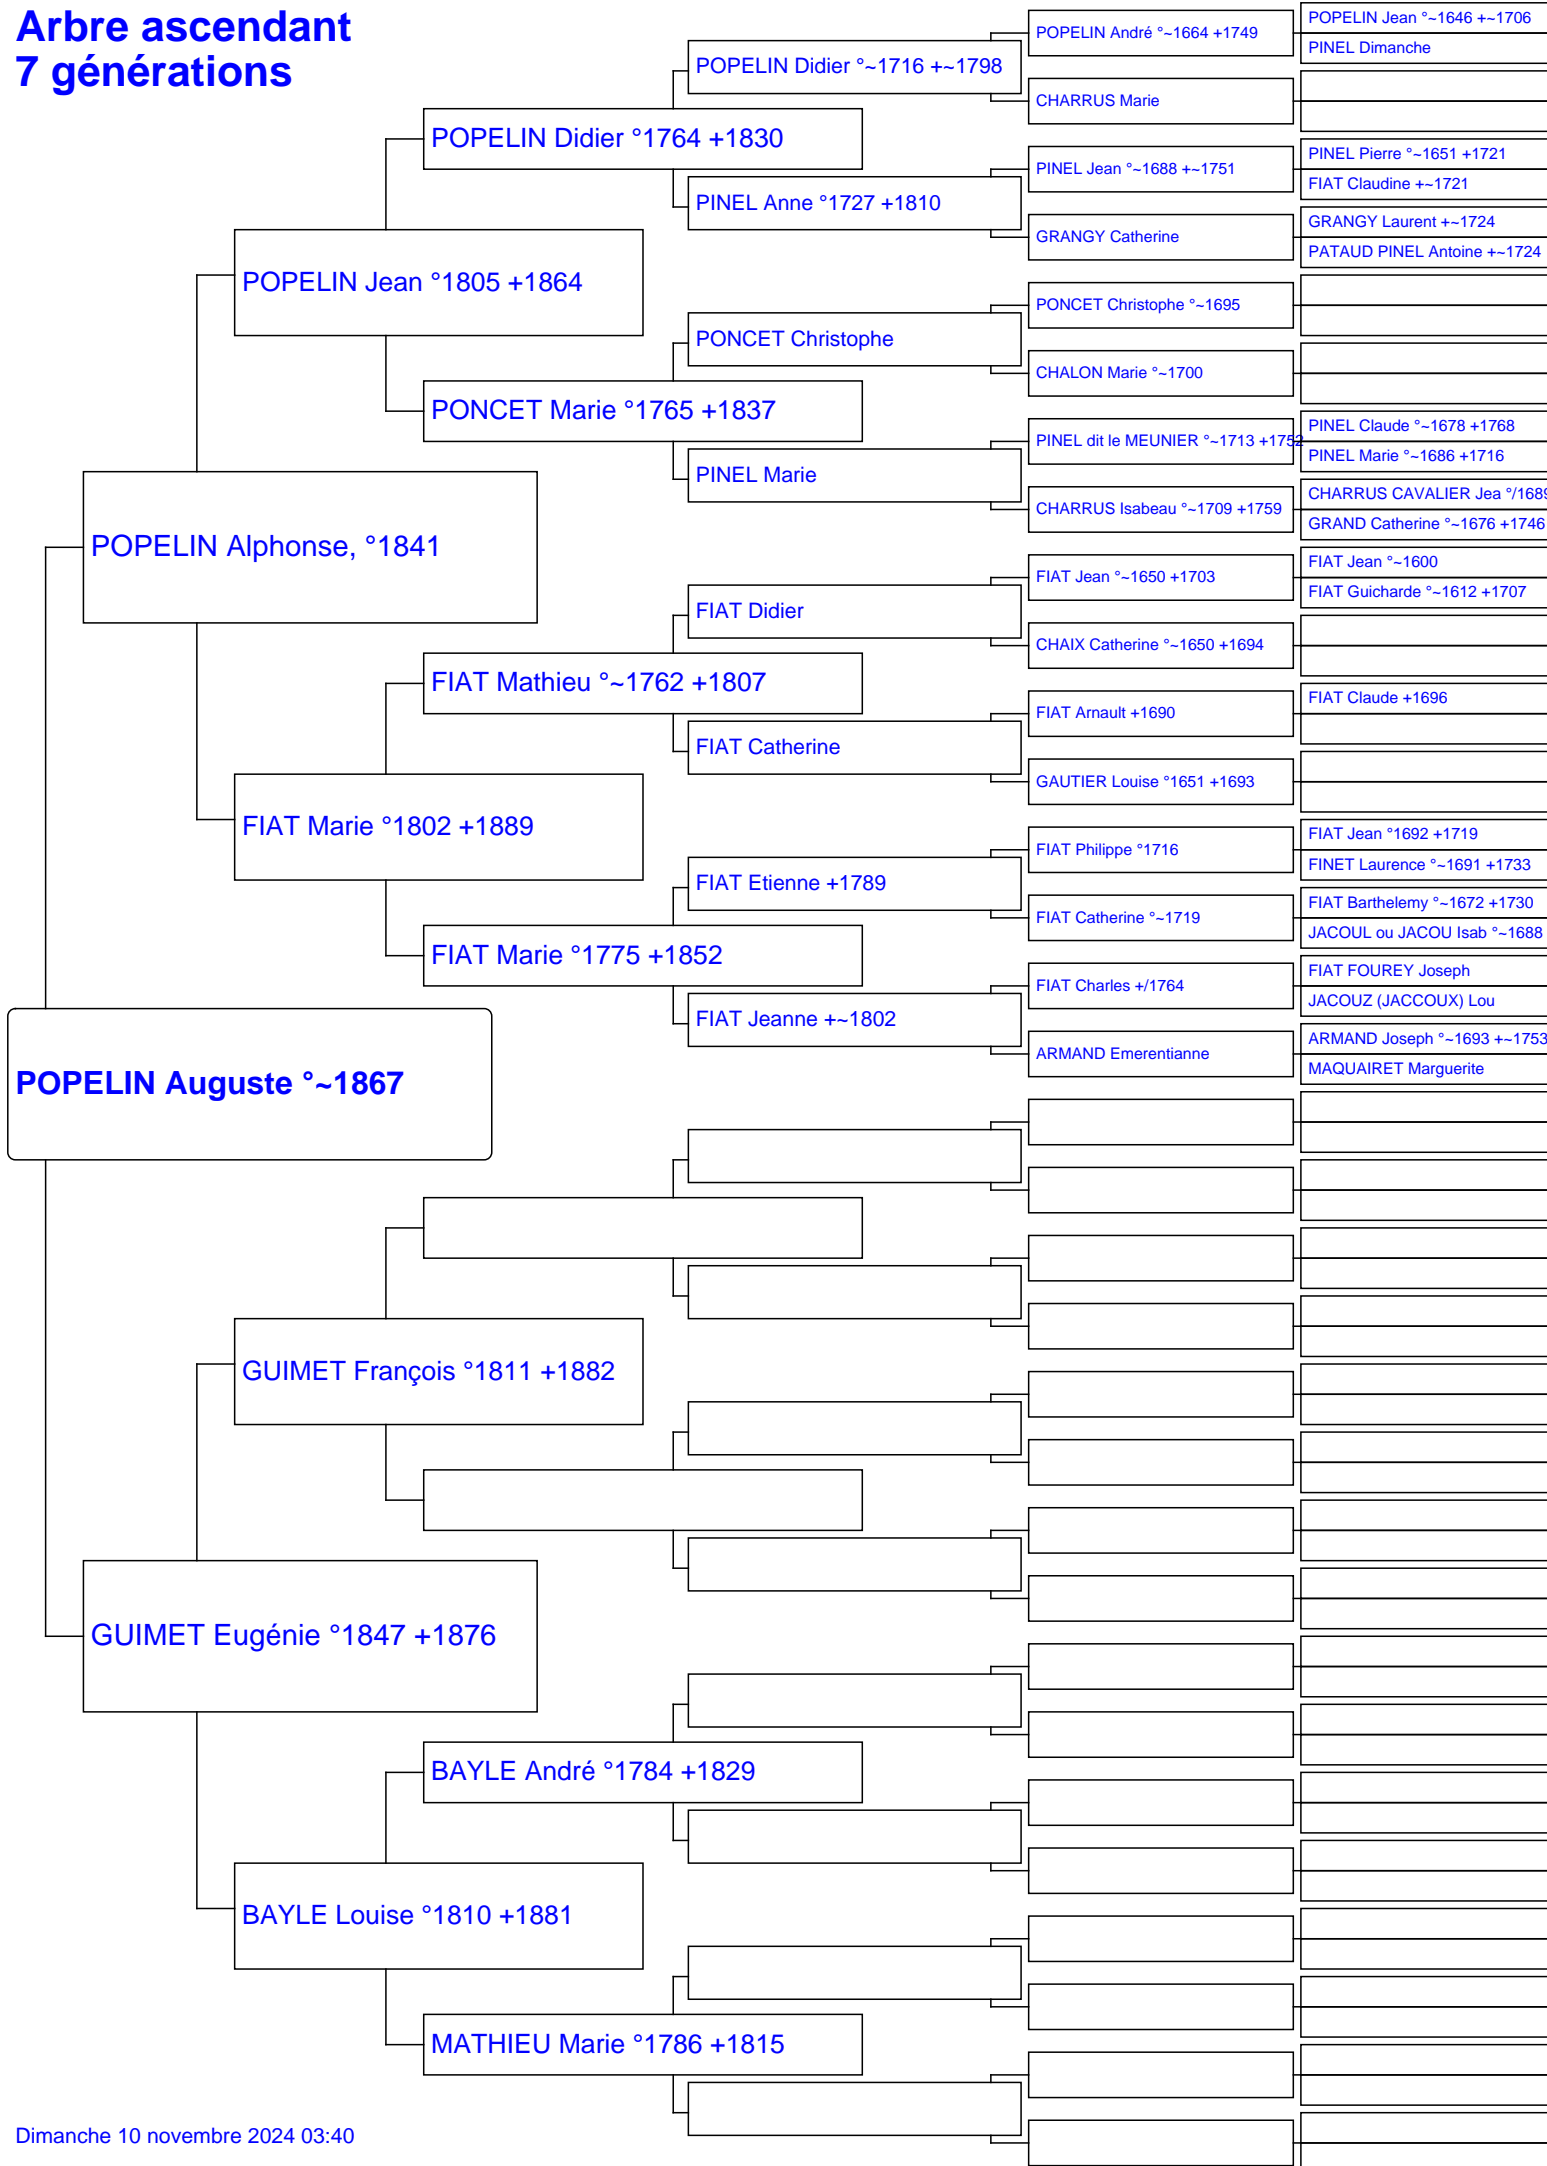 Arbre ascendant
7 générations
POPELIN Auguste °~1867
POPELIN Alphonse, °1841
GUIMET Eugénie °1847 +1876
POPELIN Jean °1805 +1864
FIAT Marie °1802 +1889
GUIMET François °1811 +1882
BAYLE Louise °1810 +1881
POPELIN Didier °1764 +1830
PONCET Marie °1765 +1837
FIAT Mathieu °~1762 +1807
FIAT Marie °1775 +1852
BAYLE André °1784 +1829
MATHIEU Marie °1786 +1815
POPELIN Didier °~1716 +~1798
PINEL Anne °1727 +1810
PONCET Christophe
PINEL Marie
FIAT Didier
FIAT Catherine
FIAT Etienne +1789
FIAT Jeanne +~1802
POPELIN André °~1664 +1749
CHARRUS Marie
PINEL Jean °~1688 +~1751
GRANGY Catherine
PONCET Christophe °~1695
CHALON Marie °~1700
PINEL dit le MEUNIER °~1713 +1752
CHARRUS Isabeau °~1709 +1759
FIAT Jean °~1650 +1703
CHAIX Catherine °~1650 +1694
FIAT Arnault +1690
GAUTIER Louise °1651 +1693
FIAT Philippe °1716
FIAT Catherine °~1719
FIAT Charles +/1764
ARMAND Emerentianne
POPELIN Jean °~1646 +~1706
PINEL Dimanche
PINEL Pierre °~1651 +1721
FIAT Claudine +~1721
GRANGY Laurent +~1724
PATAUD PINEL Antoine +~1724
PINEL Claude °~1678 +1768
PINEL Marie °~1686 +1716
CHARRUS CAVALIER Jea °/1689
GRAND Catherine °~1676 +1746
FIAT Jean °~1600
FIAT Guicharde °~1612 +1707
FIAT Claude +1696
FIAT Jean °1692 +1719
FINET Laurence °~1691 +1733
FIAT Barthelemy °~1672 +1730
JACOUL ou JACOU Isab °~1688
FIAT FOUREY Joseph
JACOUZ (JACCOUX) Lou
ARMAND Joseph °~1693 +~1753
MAQUAIRET Marguerite
Dimanche 10 novembre 2024 03:40